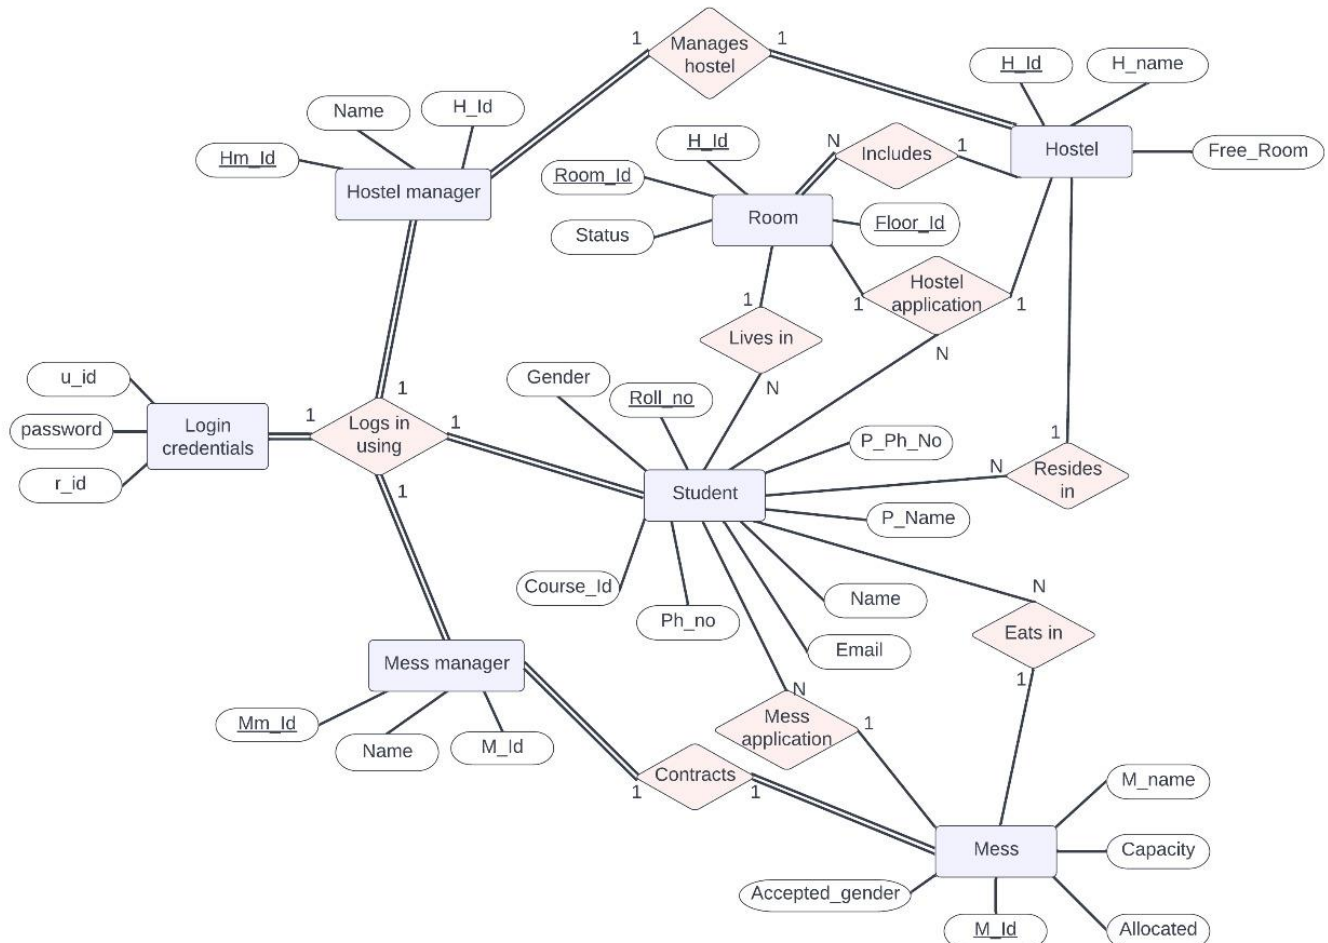 1
Manages
hostel
1
H_Id
H_name
Name
H_Id
Hm_Id
Hostel manager
H_Id
N
Includes
1
Hostel
Free_Room
Room_Id
Room
Status
Floor_Id
Hostel
application
1
1
N
1
Lives in
N
Gender
Roll_no
u_id
password
r_id
Login
credentials
1
1
Logs in
using
1
1
P_Ph_No
1
N
Resides
in
Student
P_Name
Course_Id
Ph_no
Name
Email
N
Eats in
1
Mess manager
Mm_Id
Name
M_Id
N
Mess
application
1
Contracts
1
1
M_name
Mess
Capacity
Accepted_gender
M_Id
Allocated